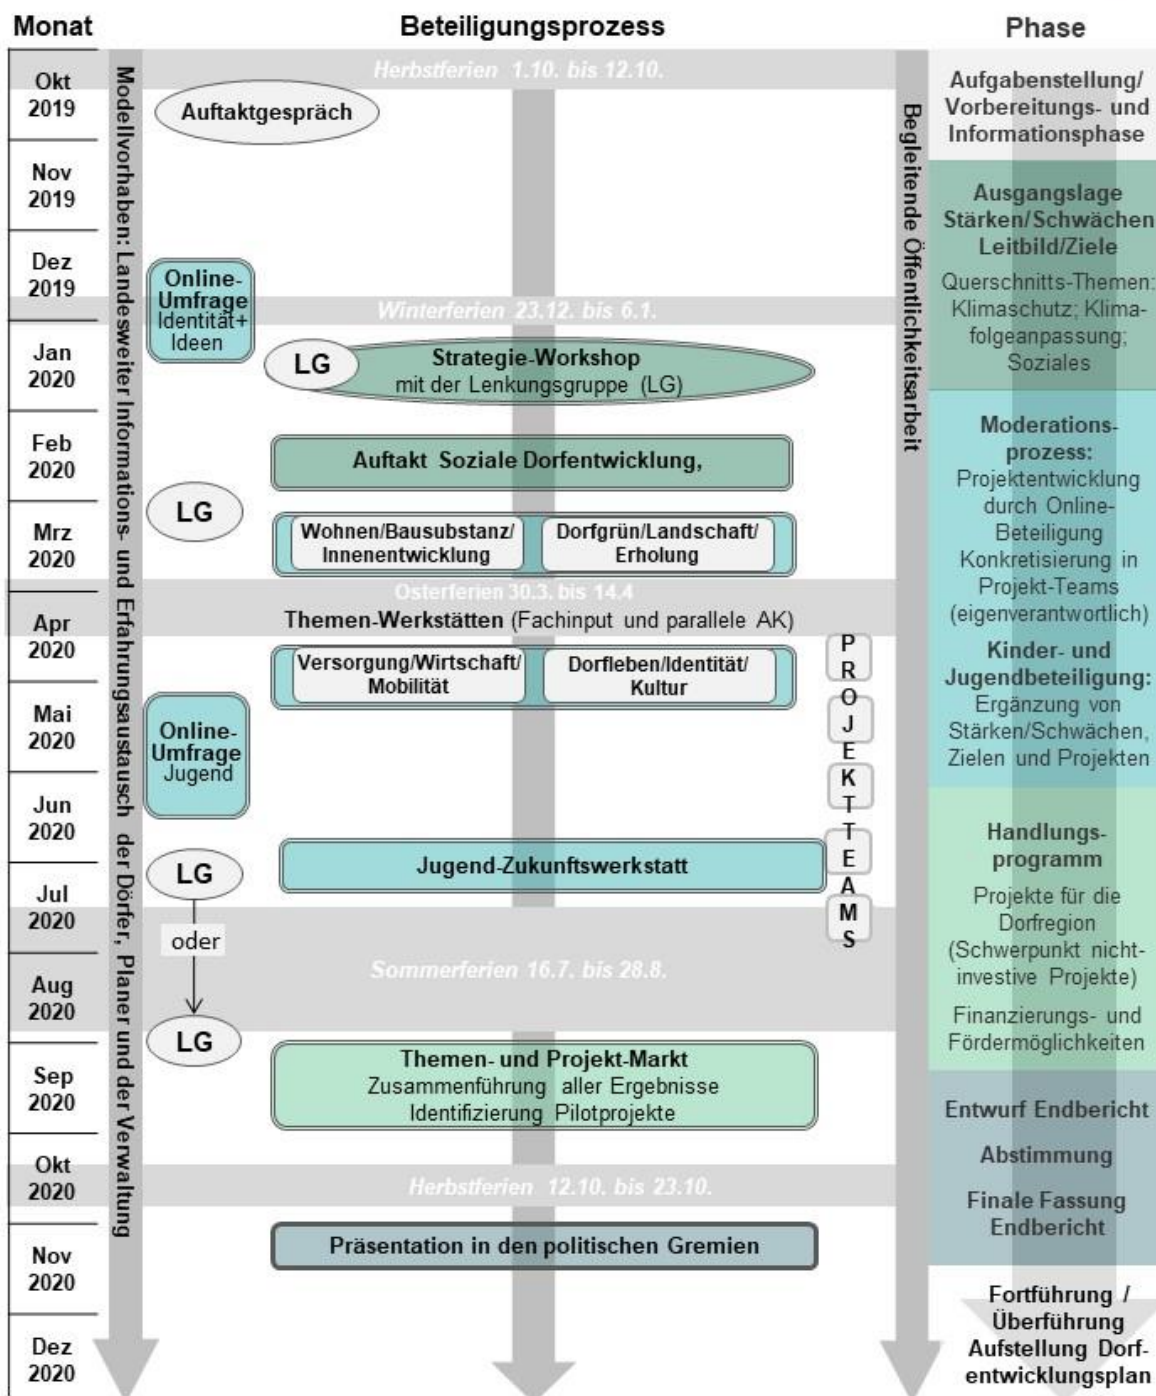 Monat
Beteiligungsprozess
Phase
Okt
2019
Nov
2019
Dez
2019
Jan
2020
Feb
2020
Mrz
2020
Apr
2020
Mai
2020
Jun
2020
Jul
2020
Aug
2020
Sep
2020
Okt
2020
Nov
2020
Dez
2020
Modellvorhaben: Landesweiter Informations- und Erfahrungsaustausch der Dörfer, Planer und der Verwaltung
Herbstferien 1.10. bis 12.10.
Auftaktgespräch
Online-
Umfrage
Identität+
Ideen
Winterferien 23.12. bis 6.1.
LG
Strategie-Workshop
mit der Lenkungsgruppe (LG)
Auftakt Soziale Dorfentwicklung,
LG
Wohnen/Bausubstanz/
Innenentwicklung
Dorfgrün/Landschaft/
Erholung
Osterferien 30.3. bis 14.4
Themen-Werkstätten (Fachinput und parallele AK)
Versorgung/Wirtschaft/
Mobilität
Dorfleben/Identität/
Kultur
Online-
Umfrage
Jugend
PROJEKTTEAMS
LG
Jugend-Zukunftswerkstatt
oder
Sommerferien 16.7. bis 28.8.
LG
Themen- und Projekt-Markt
Zusammenführung aller Ergebnisse
Identifizierung Pilotprojekte
Herbstferien 12.10. bis 23.10.
Präsentation in den politischen Gremien
Begleitende Öffentlichkeitsarbeit
Aufgabenstellung/
Vorbereitungs- und
Informationsphase
Ausgangslage
Stärken/Schwächen
Leitbild/Ziele
Querschnitts-Themen:
Klimaschutz; Klima-
folgeanpassung;
Soziales
Moderations-
prozess:
Projektentwicklung
durch Online-
Beteiligung
Konkretisierung in
Projekt-Teams
(eigenverantwortlich)
Kinder- und
Jugendbeteiligung:
Ergänzung von
Stärken/Schwächen,
Zielen und Projekten
Handlungs-
programm
Projekte für die
Dorfregion
(Schwerpunkt nicht-
investive Projekte)
Finanzierungs- und
Fördermöglichkeiten
Entwurf Endbericht
Abstimmung
Finale Fassung
Endbericht
Fortführung /
Überführung
Aufstellung Dorf-
entwicklungsplan